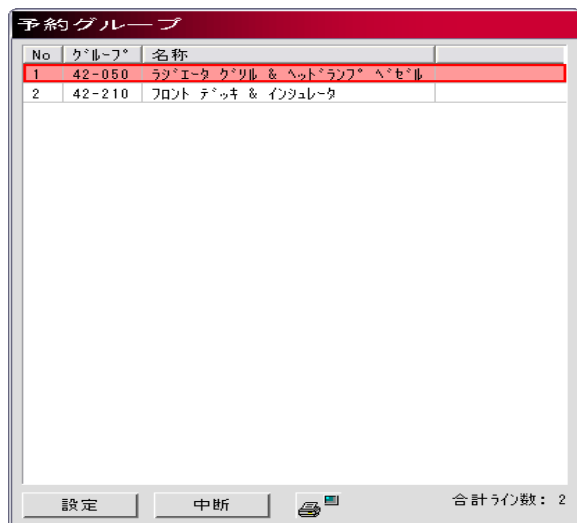 予約グループ
No ｸﾞﾙｰﾌﾟ 名称
1 42-050 ﾗｼﾞｴｰﾀ ｸﾞﾘﾙ & ﾍｯﾄﾞﾗﾝﾌﾟ ﾍﾞｾﾞﾙ
2 42-210 ﾌﾛﾝﾄ ﾃﾞｯｷ & ｲﾝｼｭﾚｰﾀ
設定 中断 合計ﾗｲﾝ数: 2